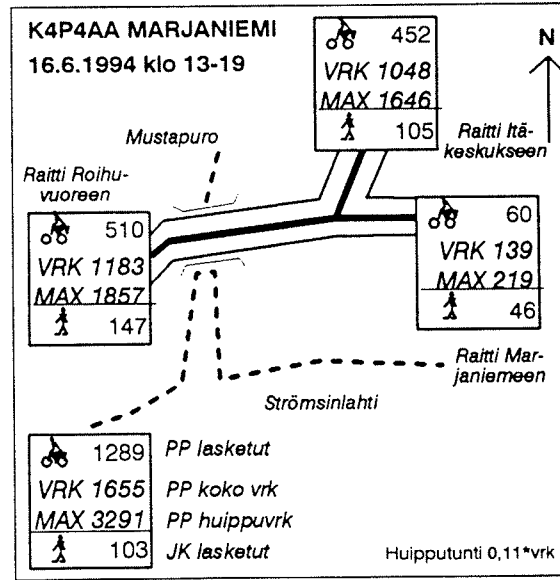 K4P4AA MARJANIEMI
16.6.1994 klo 13-19
452
VRK 1048
MAX 1646
105
N
Mustapuro
Raitti Itä-
keskukseen
Raitti Roihu-
vuoreen
510
VRK 1183
MAX 1857
147
60
VRK 139
MAX 219
46
Raitti Mar-
janiemeen
Strömsinlahti
1289 PP lasketut
VRK 1655 PP koko vrk
MAX 3291 PP huippuvrk
103 JK lasketut
Huipputunti 0,11*vrk